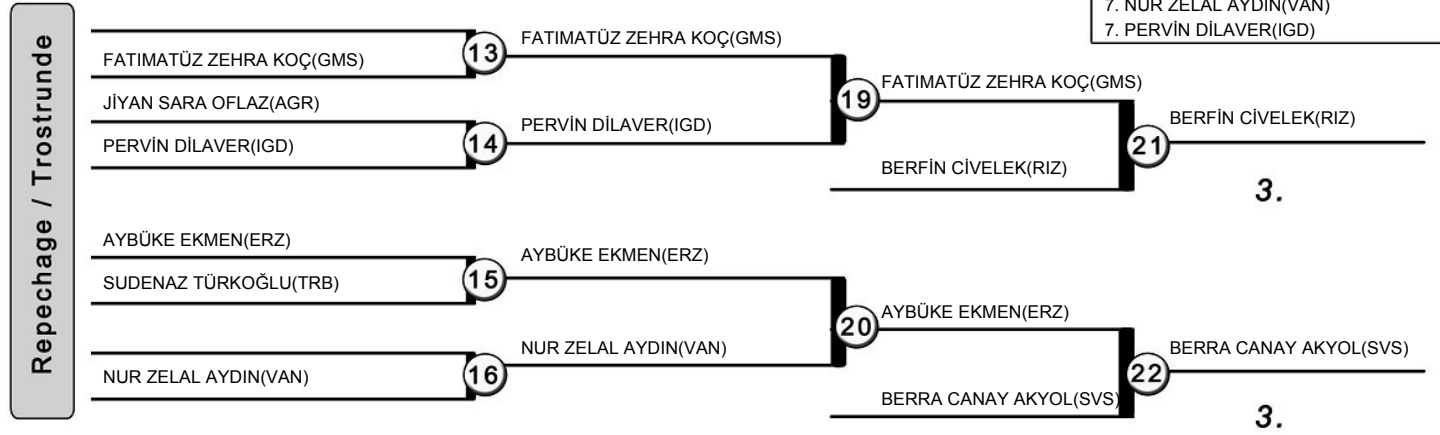 7. NUR ZELAL AYDIN(VAN)
7. PERVİN DİLAVER(IGD)
Repechage / Trostrunde
FATIMATÜZ ZEHRA KOÇ(GMS)
13
FATIMATÜZ ZEHRA KOÇ(GMS)
JİYAN SARA OFLAZ(AGR)
PERVİN DİLAVER(IGD)
14
PERVİN DİLAVER(IGD)
19
FATIMATÜZ ZEHRA KOÇ(GMS)
BERFİN CİVELEK(RIZ)
21
BERFİN CİVELEK(RIZ)
3.
AYBÜKE EKMEN(ERZ)
SUDENAZ TÜRKOĞLU(TRB)
15
AYBÜKE EKMEN(ERZ)
NUR ZELAL AYDIN(VAN)
16
NUR ZELAL AYDIN(VAN)
20
AYBÜKE EKMEN(ERZ)
BERRA CANAY AKYOL(SVS)
22
BERRA CANAY AKYOL(SVS)
3.